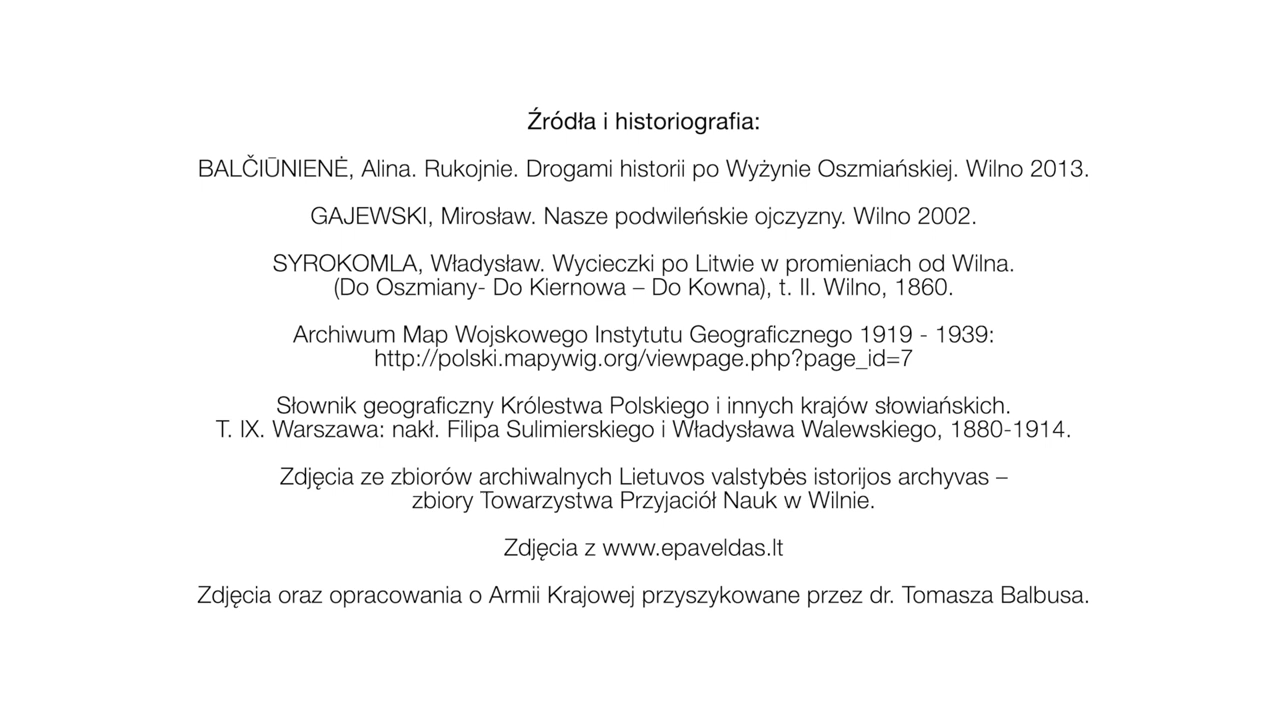 Źródła i historiografia:
BALČIŪNIENĖ, Alina. Rukojnie. Drogami historii po Wyżynie Oszmiańskiej. Wilno 2013.
GAJEWSKI, Mirosław. Nasze podwileńskie ojczyzny. Wilno 2002.
SYROKOMLA, Władysław. Wycieczki po Litwie w promieniach od Wilna.
(Do Oszmiany- Do Kiernowa – Do Kowna), t. II. Wilno, 1860.
Archiwum Map Wojskowego Instytutu Geograficznego 1919 - 1939:
http://polski.mapywig.org/viewpage.php?page_id=7
Słownik geograficzny Królestwa Polskiego i innych krajów słowiańskich.
T. IX. Warszawa: nakł. Filipa Sulimierskiego i Władysława Walewskiego, 1880-1914.
Zdjęcia ze zbiorów archiwalnych Lietuvos valstybės istorijos archyvas –
zbiory Towarzystwa Przyjaciół Nauk w Wilnie.
Zdjęcia z www.epaveldas.lt
Zdjęcia oraz opracowania o Armii Krajowej przyszykowane przez dr. Tomasza Balbusa.